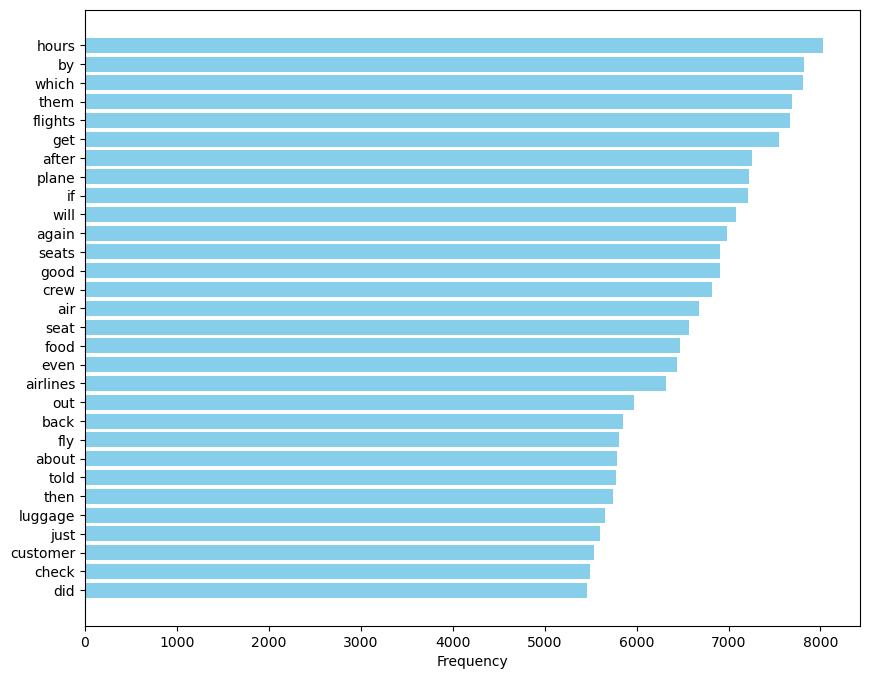 hours
by
which
them
flights
get
after
plane
if
will
again
seats
good
crew
air
seat
food
even
airlines
out
back
fly
about
told
then
luggage
just
customer
check
did
0 1000 2000 3000 4000 5000 6000 7000 8000
Frequency